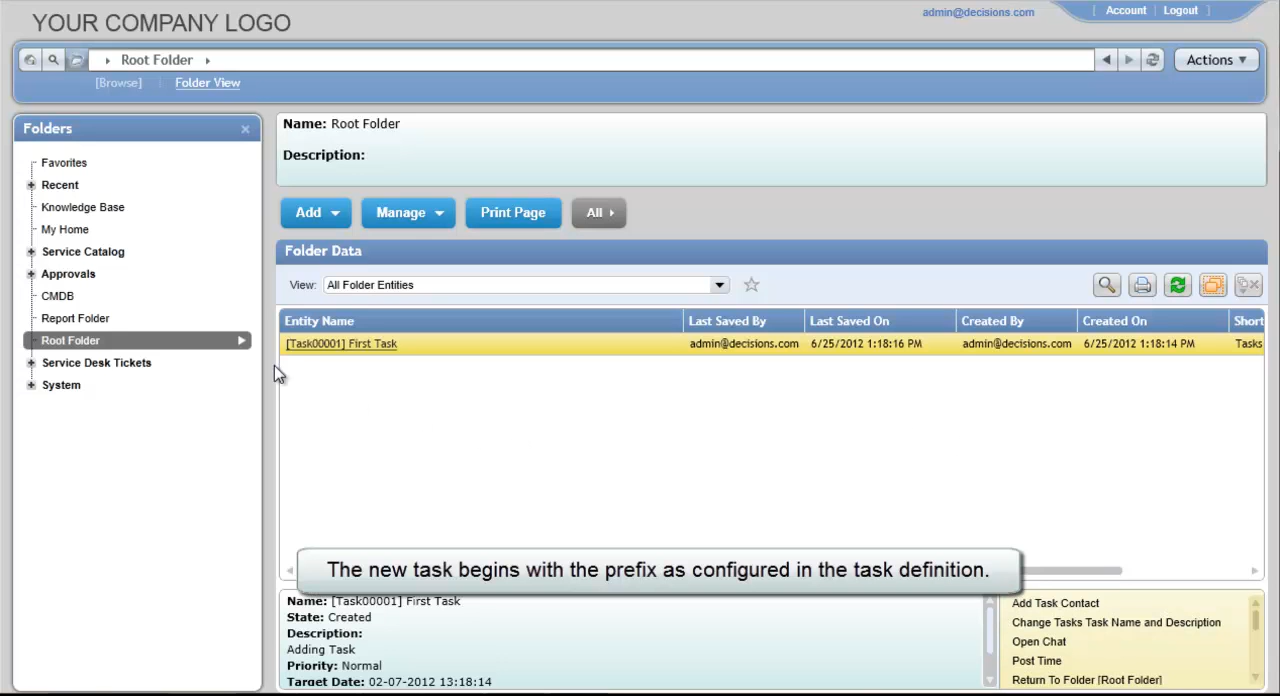 YOUR COMPANY LOGO
admin@decisions.com
[ Account | Logout ]
Root Folder
Actions
[Browse] | Folder View
Folders
Favorites
Recent
Knowledge Base
My Home
Service Catalog
Approvals
CMDB
Report Folder
Root Folder
Service Desk Tickets
System
Name: Root Folder
Description:
Add
Manage
Print Page
All
Folder Data
View: All Folder Entities
Entity Name Last Saved By Last Saved On Created By Created On Short
[Task00001] First Task admin@decisions.com 6/25/2012 1:18:16 PM admin@decisions.com 6/25/2012 1:18:14 PM Tasks
The new task begins with the prefix as configured in the task definition.
Name: [Task00001] First Task
State: Created
Description:
Adding Task
Priority: Normal
Target Date: 02-07-2012 13:18:14
Add Task Contact
Change Tasks Task Name and Description
Open Chat
Post Time
Return To Folder [Root Folder]